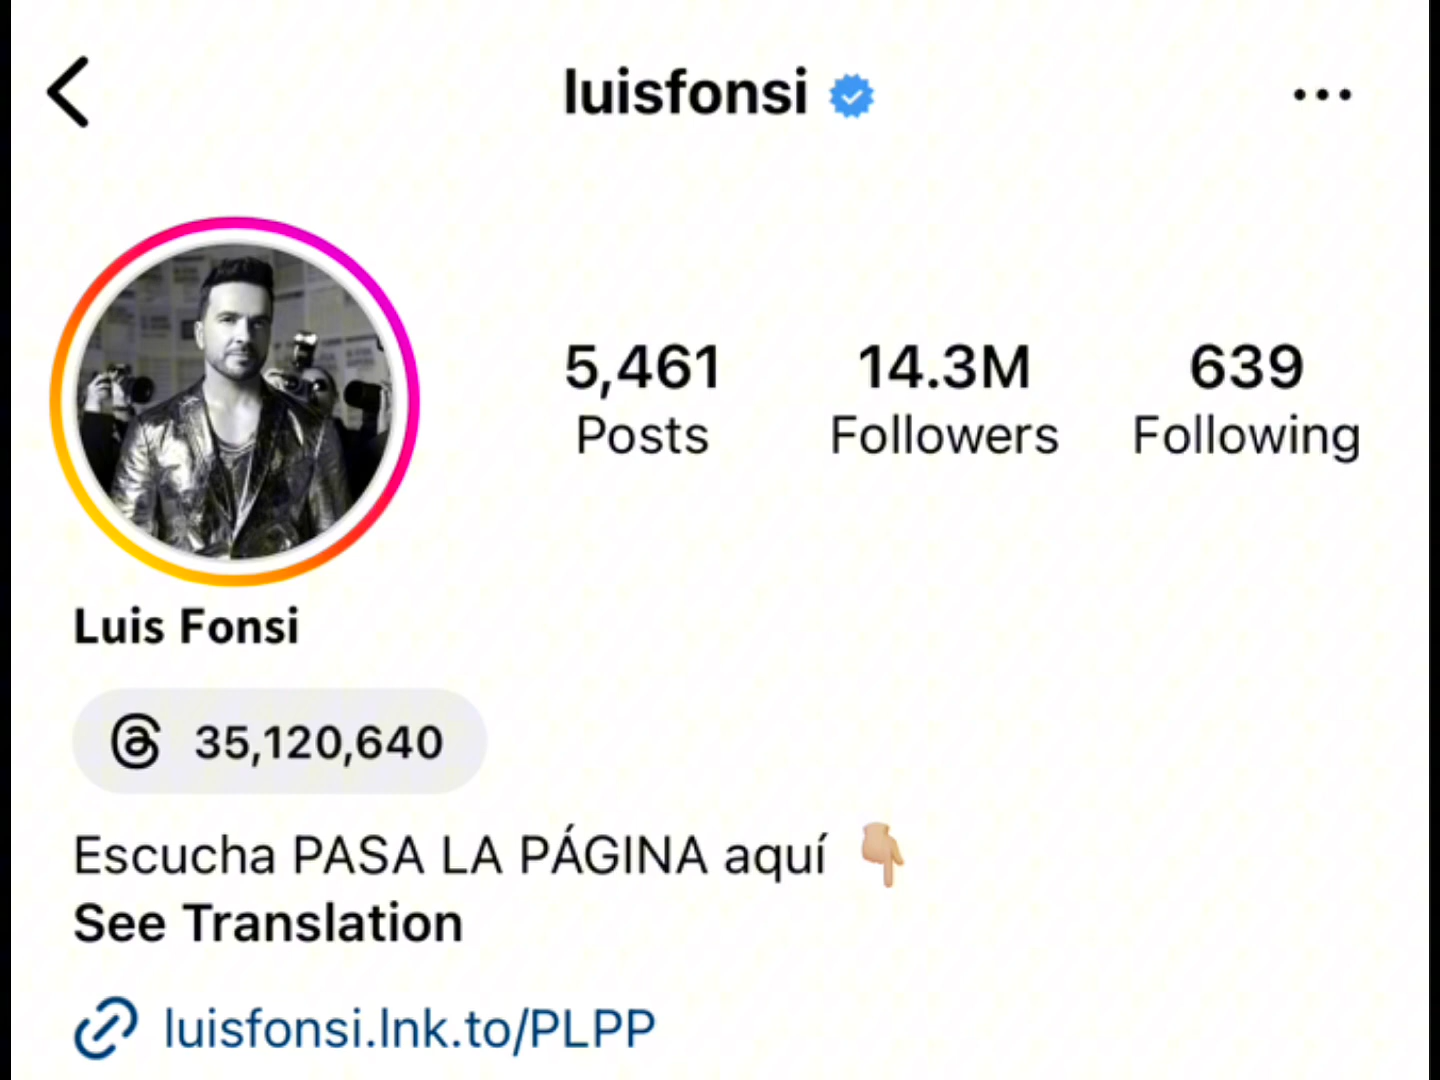 luisfonsi
5,461 14.3M 639
Posts Followers Following
Luis Fonsi
35,120,640
Escucha PASA LA PÁGINA aquí 👇🏼
See Translation
luisfonsi.lnk.to/PLPP